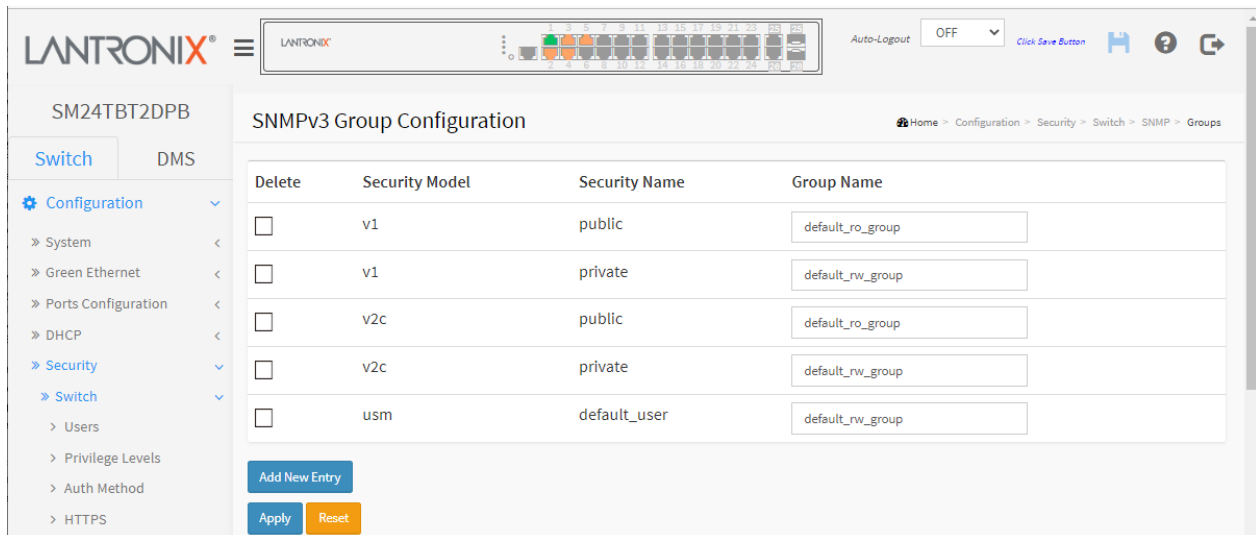 LANTRONIX®
LANTRONIX
1 3 5 7 9 11 13 15 17 19 21 23
2 4 6 8 10 12 14 16 18 20 22 24
Auto-Logout OFF Click Save Button
SM24TBT2DPB
SNMPv3 Group Configuration
Home > Configuration > Security > Switch > SNMP > Groups
Switch DMS
Configuration
» System
» Green Ethernet
» Ports Configuration
» DHCP
» Security
» Switch
> Users
> Privilege Levels
> Auth Method
> HTTPS
Delete Security Model Security Name Group Name
v1 public default_ro_group
v1 private default_rw_group
v2c public default_ro_group
v2c private default_rw_group
usm default_user default_rw_group
Add New Entry
Apply Reset